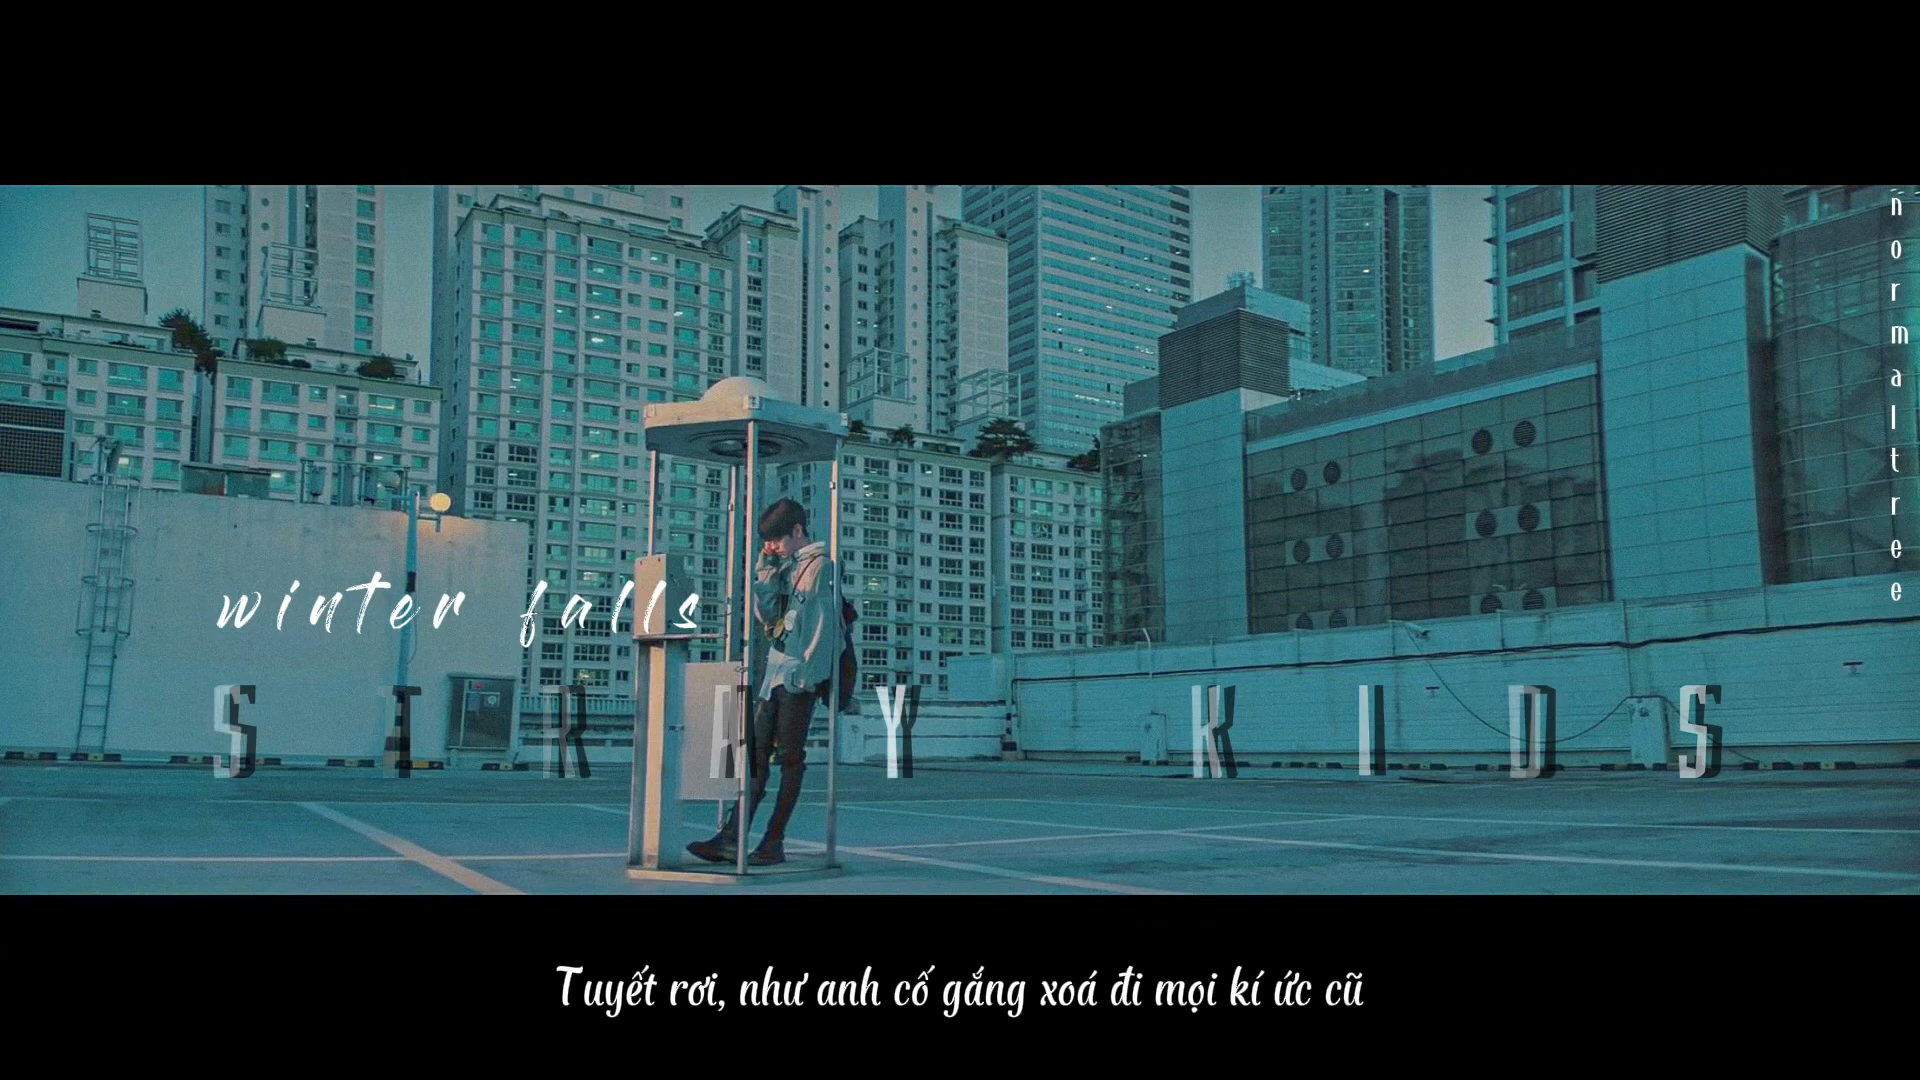 winter falls
STRAY KIDS
normaltree
Tuyết rơi, như anh cố gắng xoá đi mọi kí ức cũ